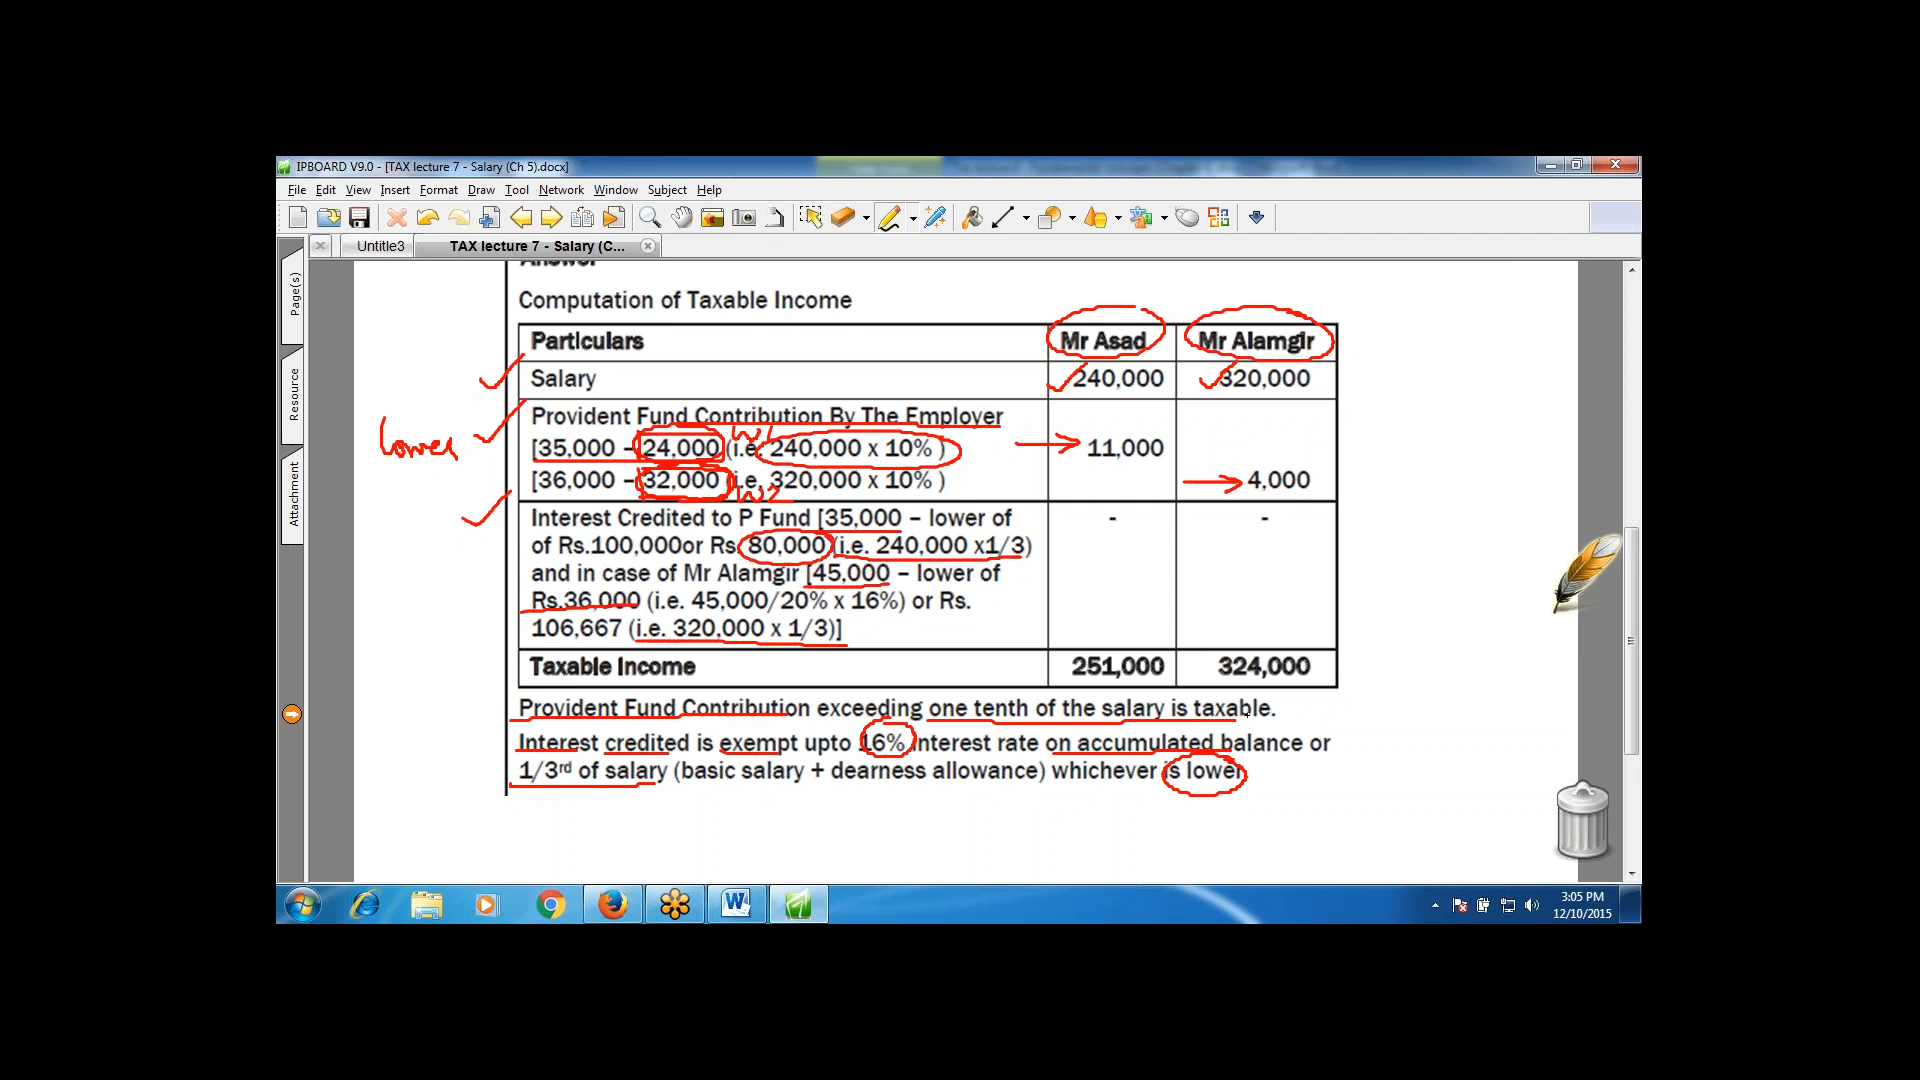 IPBOARD V9.0 - [TAX lecture 7 - Salary (Ch 5).docx]
File Edit View Insert Format Draw Tool Network Window Subject Help
Untitle3 TAX lecture 7 - Salary (C...
Page(s)
Resource
Attachment
Answer
Computation of Taxable Income
Particulars Mr Asad Mr Alamgir
Salary 240,000 320,000
Provident Fund Contribution By The Employer
Lower
W1
[35,000 – 24,000 (i.e. 240,000 x 10% ) 11,000
[36,000 – 32,000 (i.e. 320,000 x 10% ) 4,000
W2
Interest Credited to P Fund [35,000 – lower of - -
of Rs.100,000or Rs. 80,000 (i.e. 240,000 x1/3)
and in case of Mr Alamgir [45,000 – lower of
Rs.36,000 (i.e. 45,000/20% x 16%) or Rs.
106,667 (i.e. 320,000 x 1/3)]
Taxable Income 251,000 324,000
Provident Fund Contribution exceeding one tenth of the salary is taxable.
Interest credited is exempt upto 16% interest rate on accumulated balance or
1/3rd of salary (basic salary + dearness allowance) whichever is lower
3:05 PM
12/10/2015